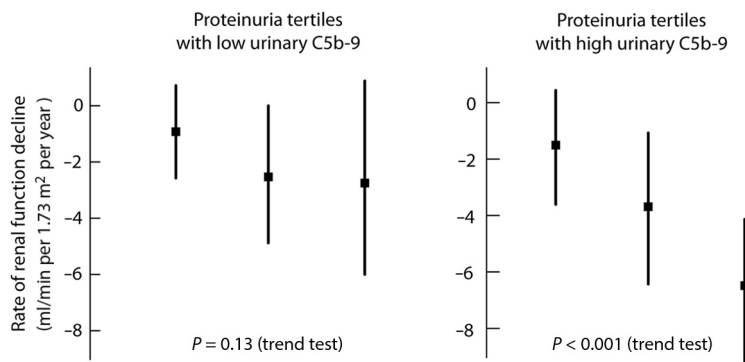 Proteinuria tertiles
with low urinary C5b-9
Proteinuria tertiles
with high urinary C5b-9
Rate of renal function decline
(ml/min per 1.73 m² per year )
0
–2
–4
–6
–8
P = 0.13 (trend test)
0
–2
–4
–6
–8
P < 0.001 (trend test)